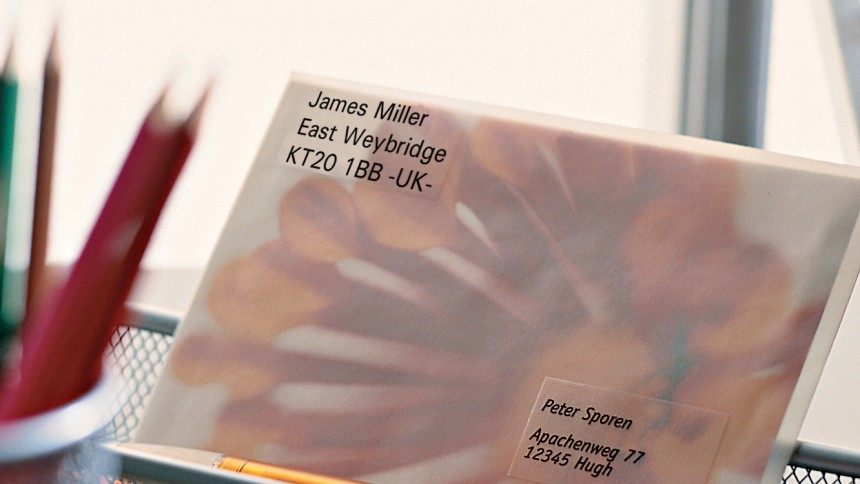 James Miller
East Weybridge
KT20 1BB -UK-
Peter Sporen
Apachenweg 77
12345 Hugh